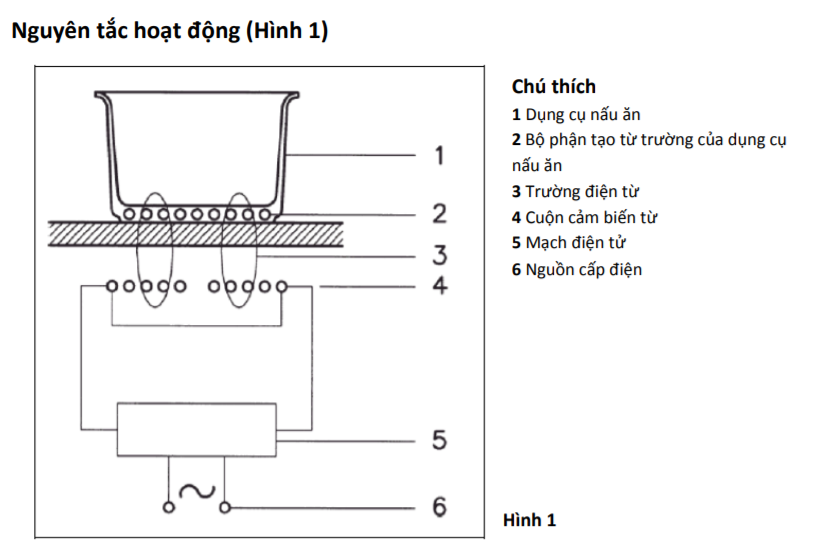 Nguyên tắc hoạt động (Hình 1)
1
2
3
4
5
6
Chú thích
1 Dụng cụ nấu ăn
2 Bộ phận tạo từ trường của dụng cụ
nấu ăn
3 Trường điện từ
4 Cuộn cảm biến từ
5 Mạch điện tử
6 Nguồn cấp điện
Hình 1